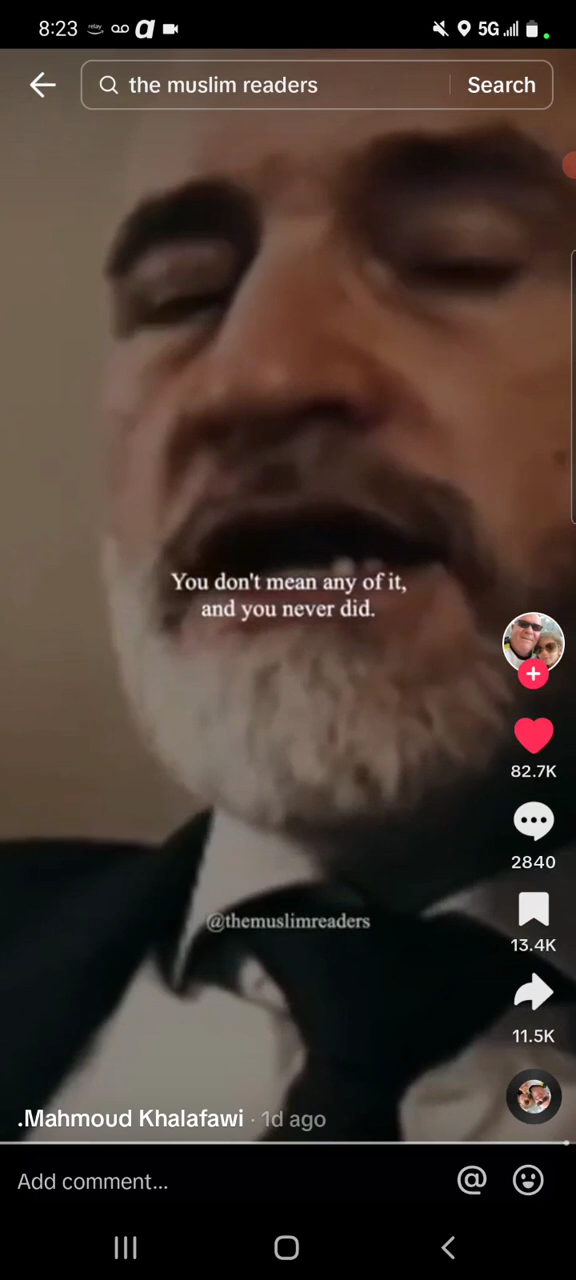 8:23
relay
a
5G
the muslim readers
Search
You don't mean any of it,
and you never did.
82.7K
2840
@themuslimreaders
13.4K
11.5K
.Mahmoud Khalafawi · 1d ago
Add comment...
@